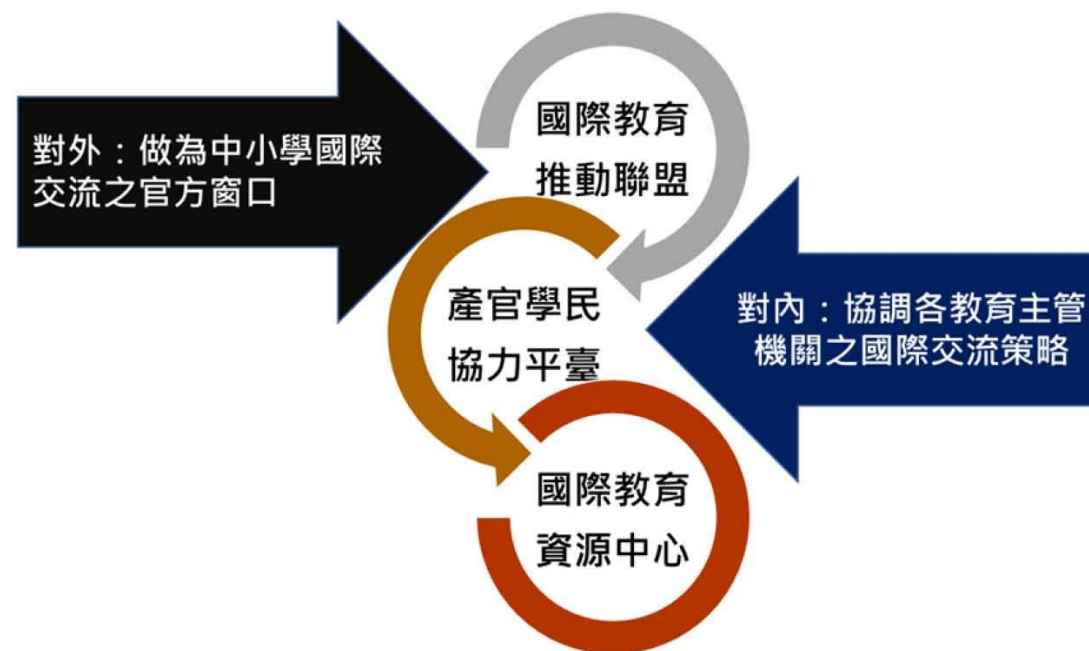 對外：做為中小學國際
交流之官方窗口
國際教育
推動聯盟
產官學民
協力平臺
對內：協調各教育主管
機關之國際交流策略
國際教育
資源中心